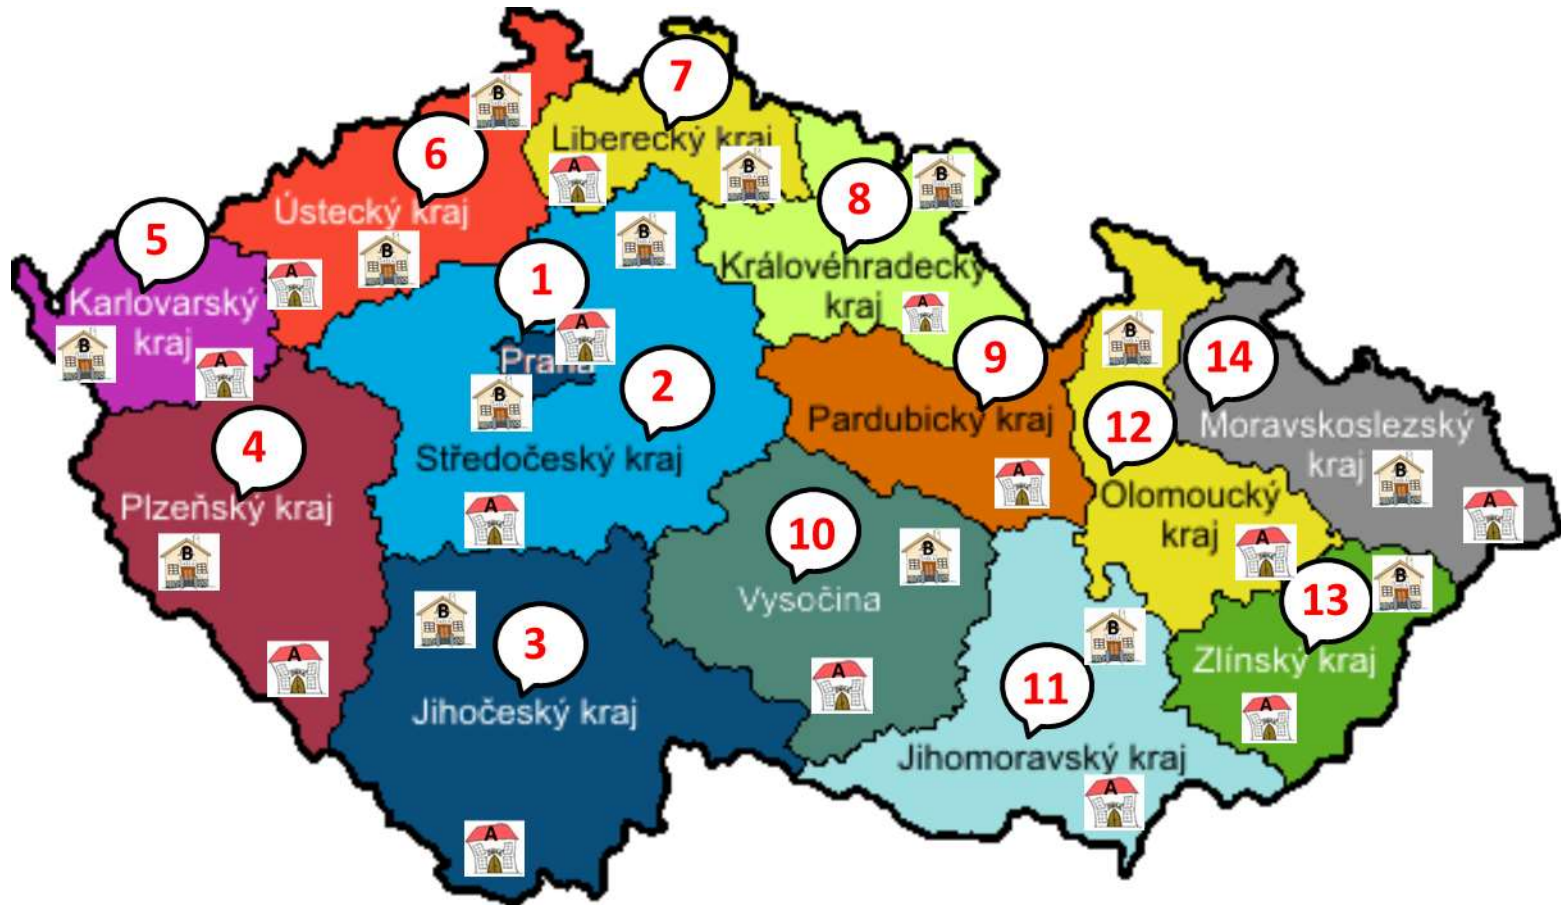 7
B
Liberecký kraj
6
A
B
8
B
Ústecký kraj
5
B
B
1
Královéhradecký
kraj
A
A
Karlovarský
kraj
A
B
A
Praha
9
B
14
2
B
A
Pardubický kraj
12
Moravskoslezský
kraj
4
Středočeský kraj
B
A
Olomoucký
kraj
A
Plzeňský kraj
A
10
B
A
B
Vysočina
B
13
B
3
B
Zlínský kraj
A
A
11
Jihočeský kraj
A
Jihomoravský kraj
A
A